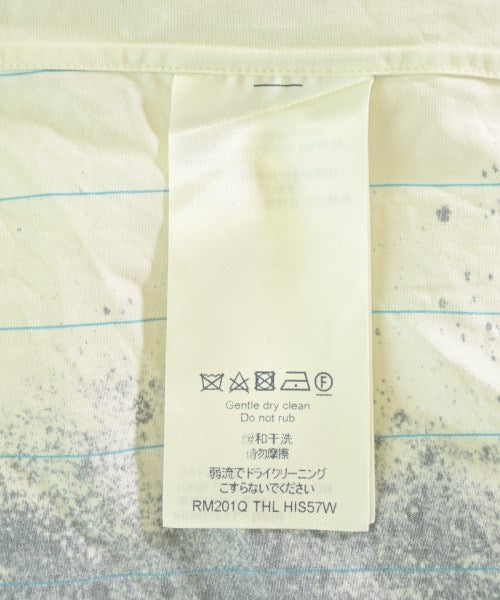 Gentle dry clean
Do not rub
缓和干洗
请勿摩擦
弱流でドライクリーニング
こすらないでください
RM201Q THL HIS57W